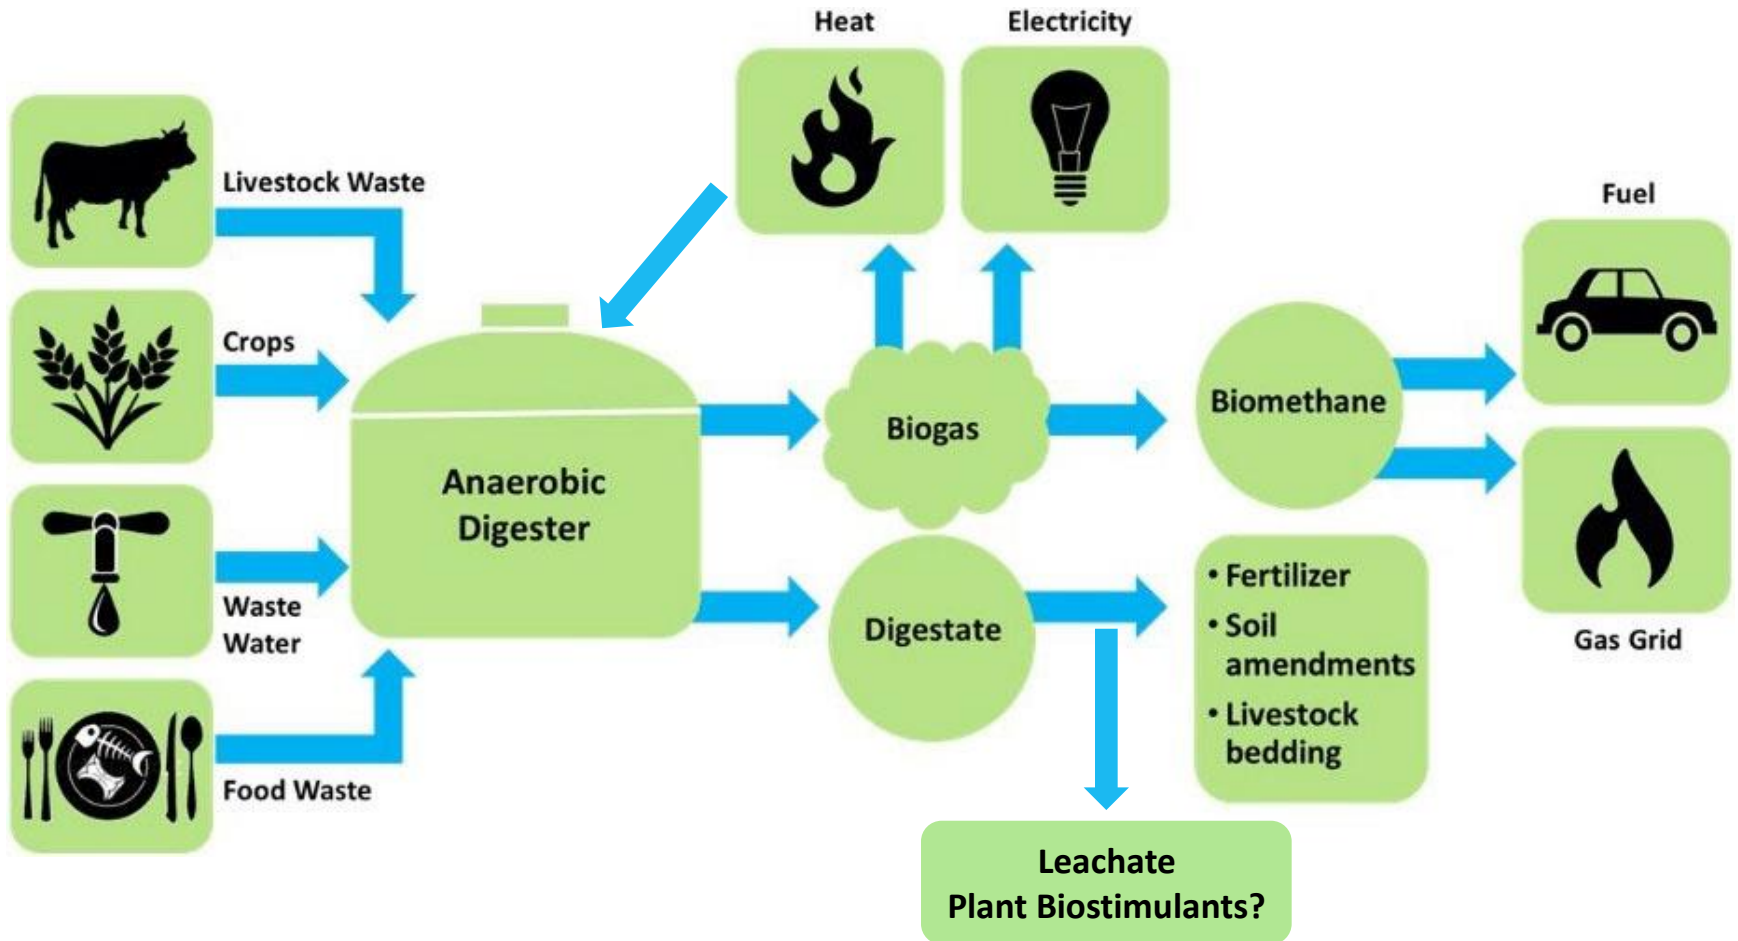 Heat
Electricity
Livestock Waste
Fuel
Crops
Biomethane
Biogas
Anaerobic
Digester
• Fertilizer
• Soil
amendments
• Livestock
bedding
Waste
Water
Digestate
Gas Grid
Food Waste
Leachate
Plant Biostimulants?